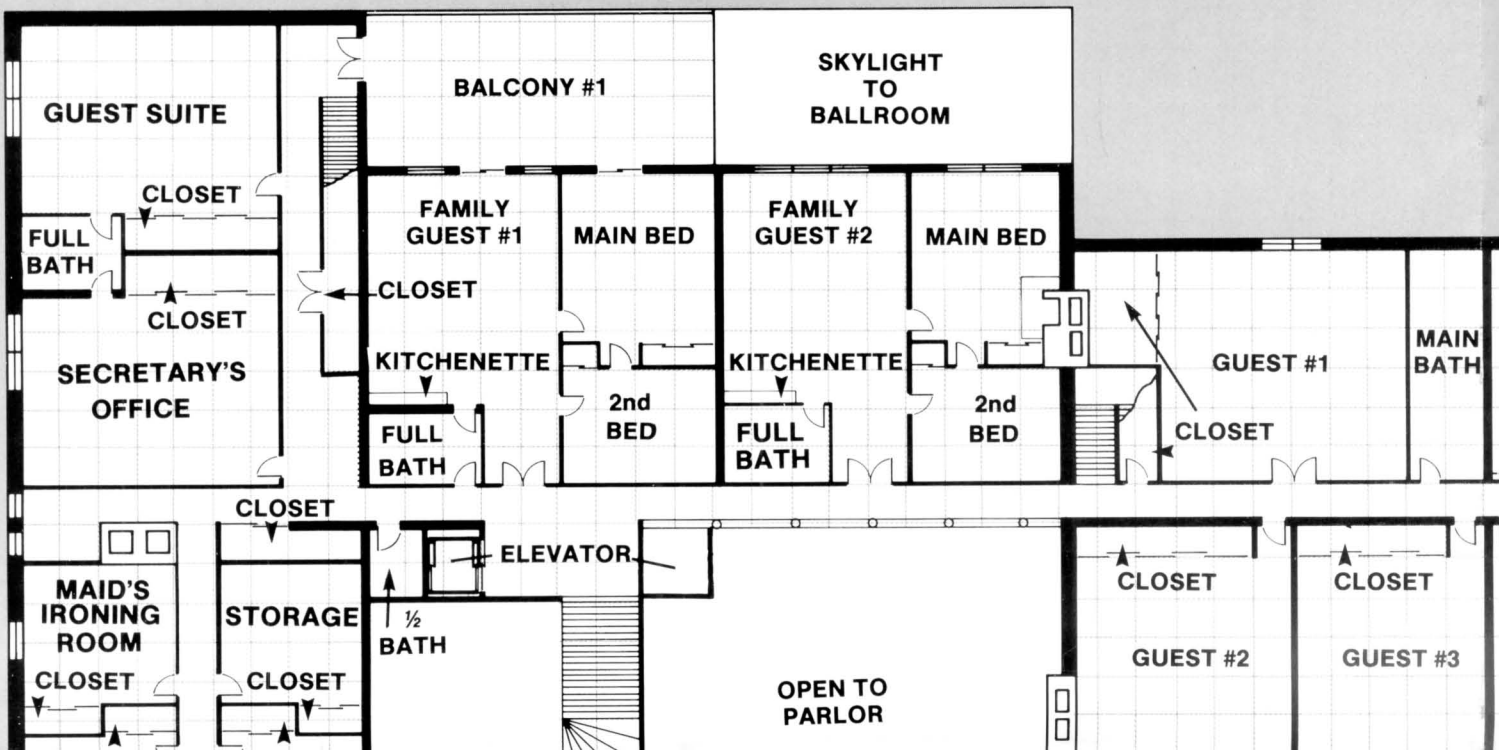 BALCONY #1
SKYLIGHT
TO
BALLROOM
GUEST SUITE
CLOSET
FULL
BATH
CLOSET
SECRETARY'S
OFFICE
CLOSET
FAMILY
GUEST #1
MAIN BED
KITCHENETTE
FULL
BATH
2nd
BED
FAMILY
GUEST #2
MAIN BED
KITCHENETTE
FULL
BATH
2nd
BED
GUEST #1
MAIN
BATH
CLOSET
CLOSET
ELEVATOR
MAID'S
IRONING
ROOM
STORAGE
½
BATH
CLOSET
CLOSET
OPEN TO
PARLOR
CLOSET
GUEST #2
CLOSET
GUEST #3